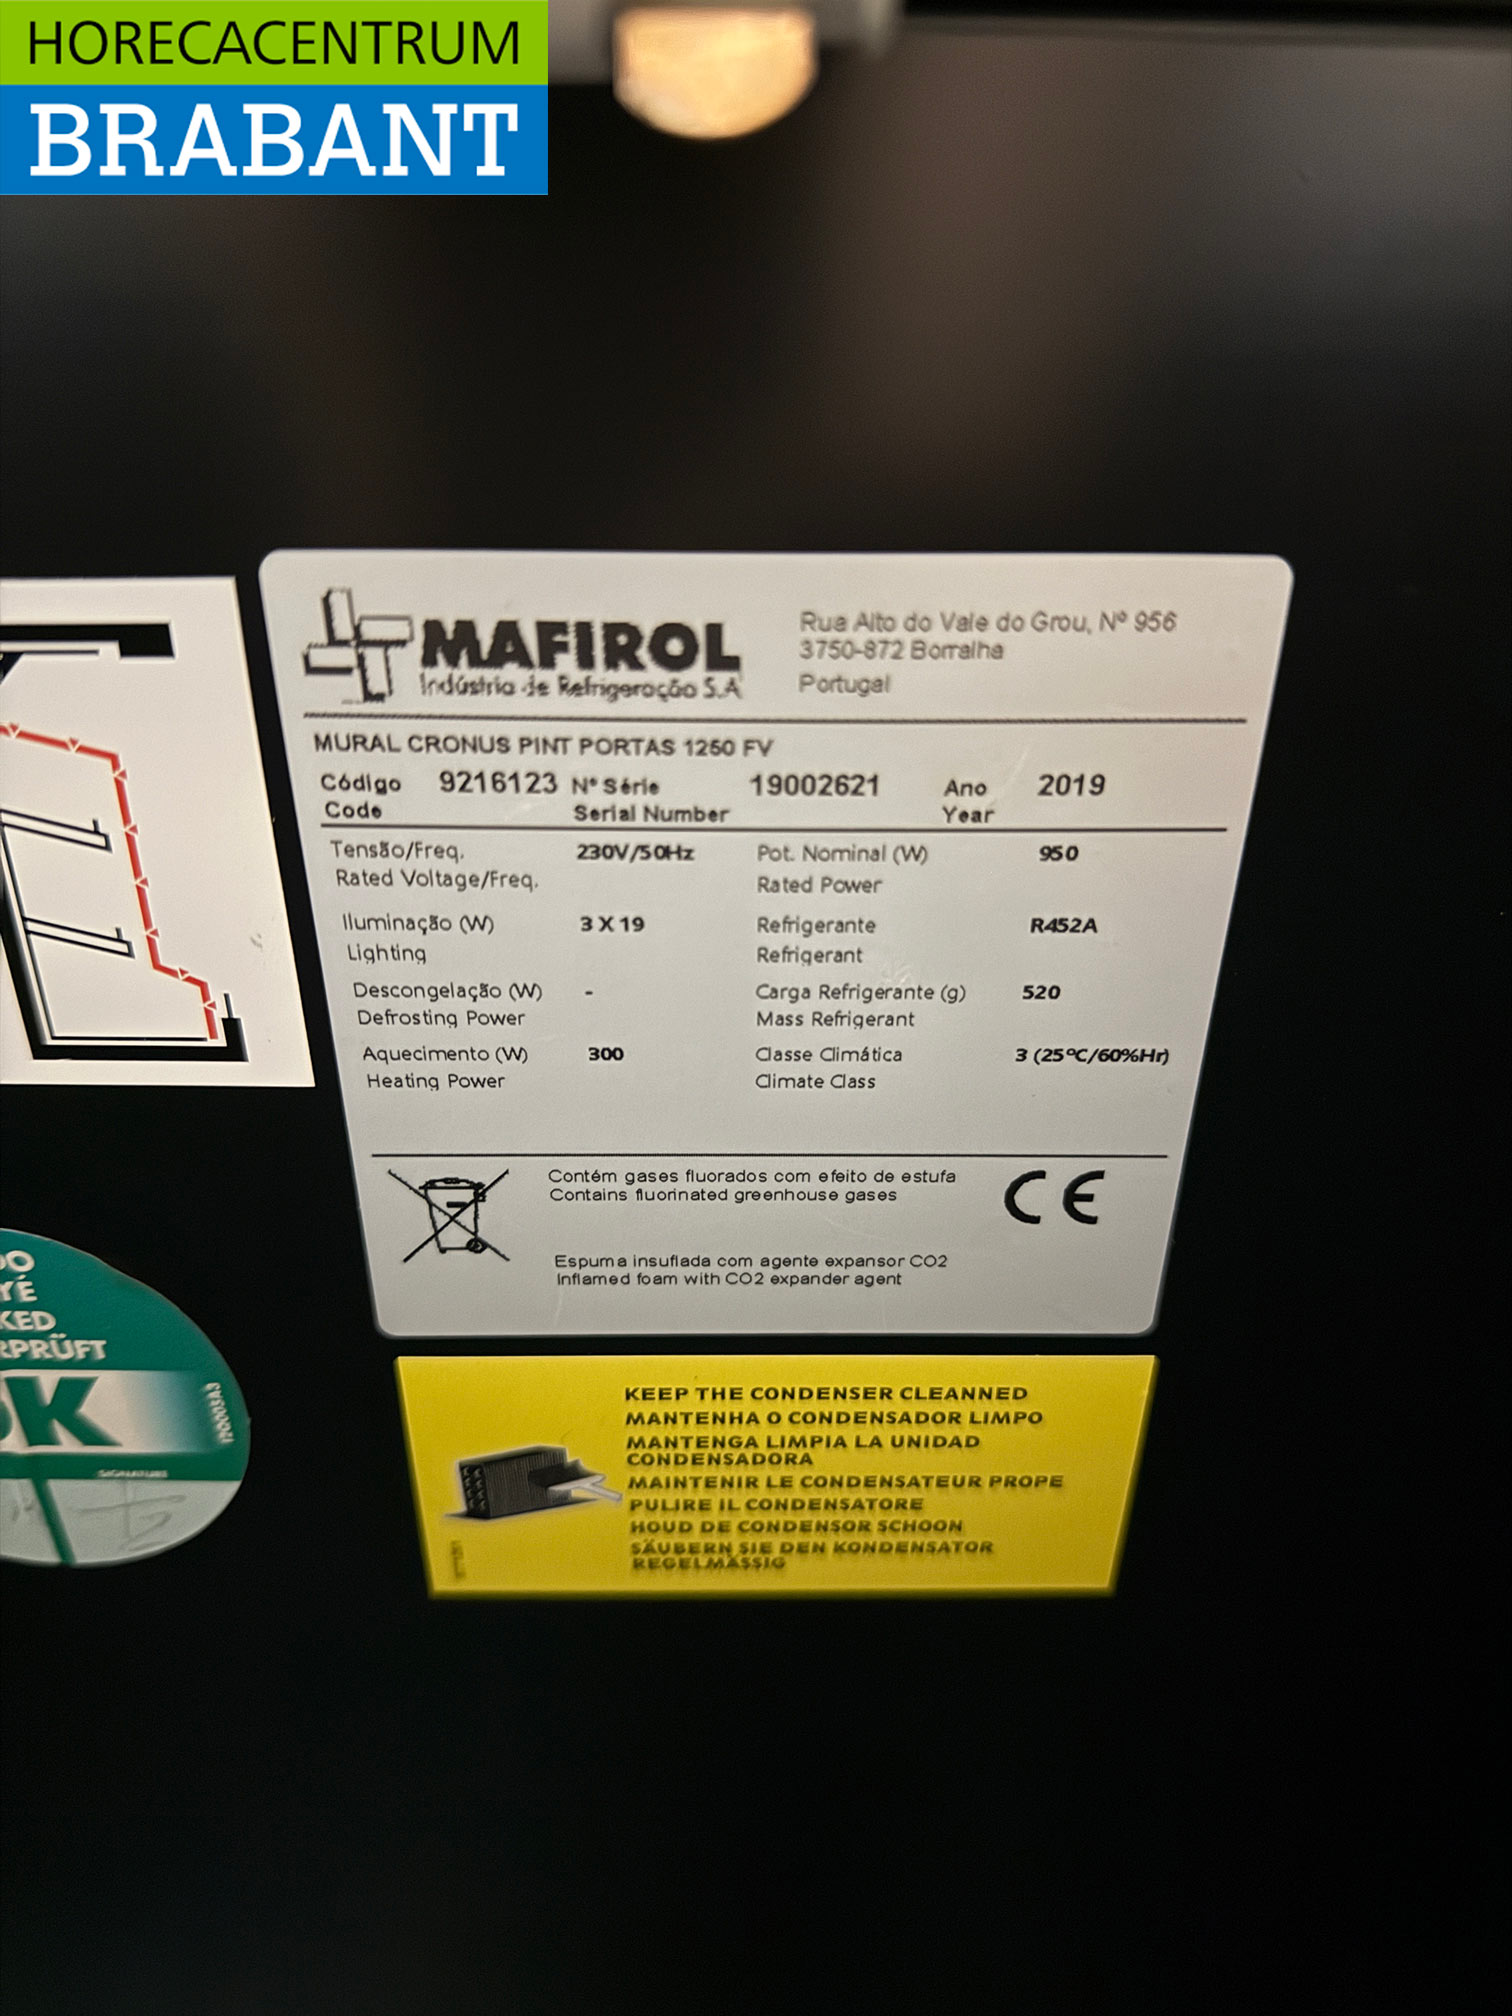 HORECACENTRUM
BRABANT
MAFIROL
Indústria de Refrigeração S.A
Rua Alto do Vale do Grou, Nº 956
3750-872 Borralha
Portugal
MURAL CRONUS PINT PORTAS 1250 FV
Código 9216123 Nº Série 19002621 Ano 2019
Code Serial Number Year
Tensão/Freq. 230V/50Hz Pot. Nominal (W) 950
Rated Voltage/Freq. Rated Power
Iluminação (W) 3 X 19 Refrigerante R452A
Lighting Refrigerant
Descongelação (W) - Carga Refrigerante (g) 520
Defrosting Power Mass Refrigerant
Aquecimento (W) 300 Classe Climática 3 (25ºC/60%Hr)
Heating Power Climate Class
Contém gases fluorados com efeito de estufa
Contains fluorinated greenhouse gases
CE
Espuma insuflada com agente expansor CO2
Inflamed foam with CO2 expander agent
DO
YÉ
KED
RPRÜFT
OK
SIGNATURE
KEEP THE CONDENSER CLEANNED
MANTENHA O CONDENSADOR LIMPO
MANTENGA LIMPIA LA UNIDAD
CONDENSADORA
MAINTENIR LE CONDENSATEUR PROPE
PULIRE IL CONDENSATORE
HOUD DE CONDENSOR SCHOON
SÄUBERN SIE DEN KONDENSATOR
REGELMÄSSIG